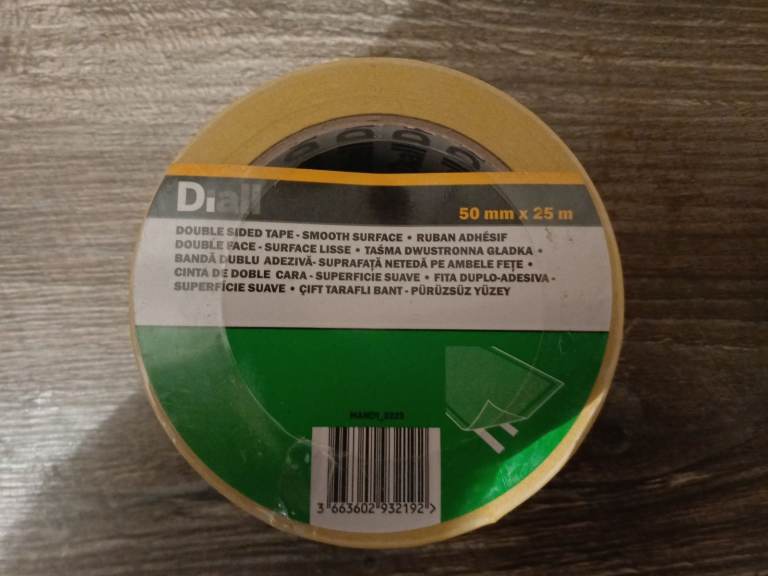 Diall
50 mm x 25 m
DOUBLE SIDED TAPE - SMOOTH SURFACE • RUBAN ADHÉSIF
DOUBLE FACE - SURFACE LISSE • TAŚMA DWUSTRONNA GŁADKA •
BANDĂ DUBLU ADEZIVĂ- SUPRAFAȚĂ NETEDĂ PE AMBELE FEȚE •
CINTA DE DOBLE CARA - SUPERFICIE SUAVE • FITA DUPLO-ADESIVA -
SUPERFÍCIE SUAVE • ÇIFT TARAFLI BANT - PÜRÜZSÜZ YÜZEY
3 663602 932192 >